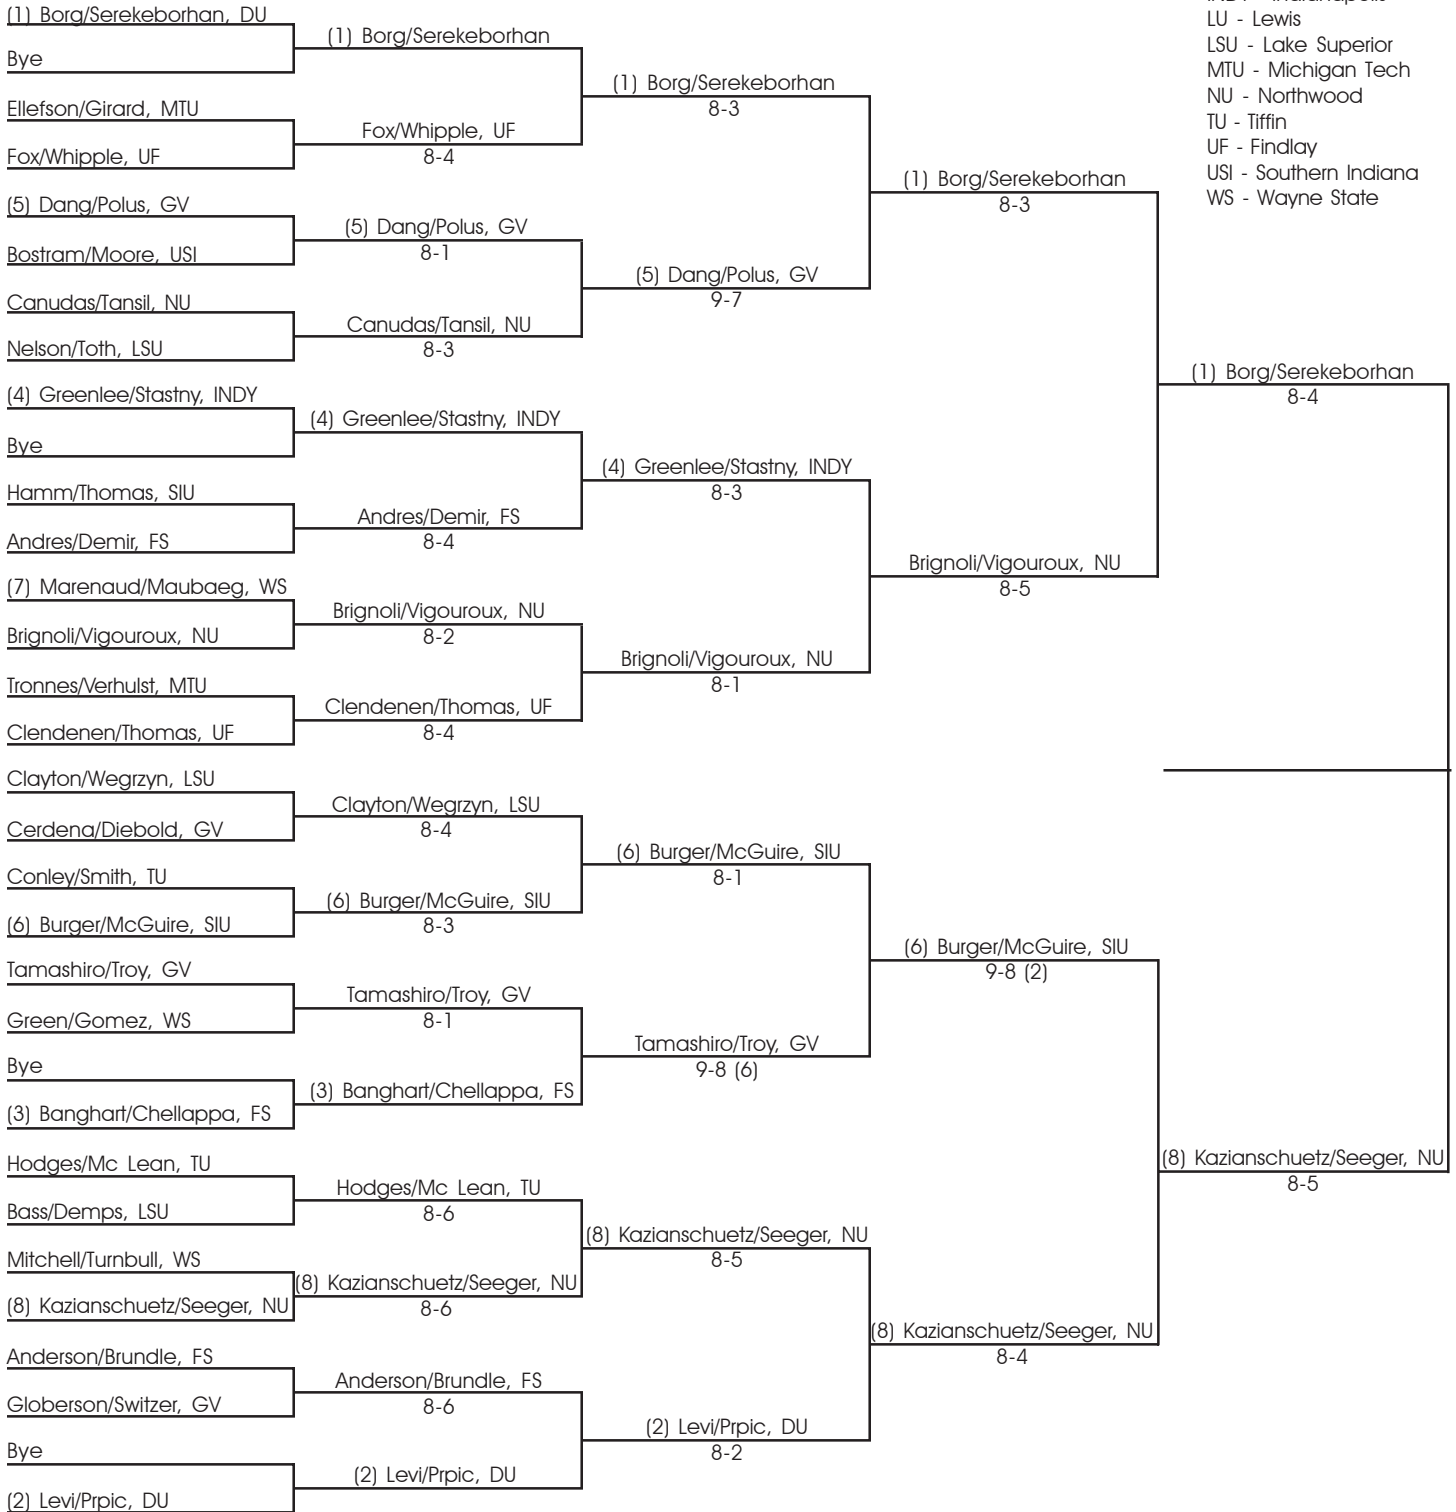 (1) Borg/Serekeborhan, DU
Bye
Ellefson/Girard, MTU
Fox/Whipple, UF
(5) Dang/Polus, GV
Bostram/Moore, USI
Canudas/Tansil, NU
Nelson/Toth, LSU
(4) Greenlee/Stastny, INDY
Bye
Hamm/Thomas, SIU
Andres/Demir, FS
(7) Marenaud/Maubaeg, WS
Brignoli/Vigouroux, NU
Tronnes/Verhulst, MTU
Clendenen/Thomas, UF
Clayton/Wegrzyn, LSU
Cerdena/Diebold, GV
Conley/Smith, TU
(6) Burger/McGuire, SIU
Tamashiro/Troy, GV
Green/Gomez, WS
Bye
(3) Banghart/Chellappa, FS
Hodges/Mc Lean, TU
Bass/Demps, LSU
Mitchell/Turnbull, WS
(8) Kazianschuetz/Seeger, NU
Anderson/Brundle, FS
Globerson/Switzer, GV
Bye
(2) Levi/Prpic, DU
(1) Borg/Serekeborhan
Fox/Whipple, UF
8-4
(5) Dang/Polus, GV
8-1
Canudas/Tansil, NU
8-3
(4) Greenlee/Stastny, INDY
Andres/Demir, FS
8-4
Brignoli/Vigouroux, NU
8-2
Clendenen/Thomas, UF
8-4
Clayton/Wegrzyn, LSU
8-4
(6) Burger/McGuire, SIU
8-3
Tamashiro/Troy, GV
8-1
(3) Banghart/Chellappa, FS
Hodges/Mc Lean, TU
8-6
(8) Kazianschuetz/Seeger, NU
8-6
Anderson/Brundle, FS
8-6
(2) Levi/Prpic, DU
(1) Borg/Serekeborhan
8-3
(5) Dang/Polus, GV
9-7
(4) Greenlee/Stastny, INDY
8-3
Brignoli/Vigouroux, NU
8-1
(6) Burger/McGuire, SIU
8-1
Tamashiro/Troy, GV
9-8 (6)
(8) Kazianschuetz/Seeger, NU
8-5
(2) Levi/Prpic, DU
8-2
(1) Borg/Serekeborhan
8-3
Brignoli/Vigouroux, NU
8-5
(6) Burger/McGuire, SIU
9-8 (2)
(8) Kazianschuetz/Seeger, NU
8-4
(1) Borg/Serekeborhan
8-4
(8) Kazianschuetz/Seeger, NU
8-5
LU - Lewis
LSU - Lake Superior
MTU - Michigan Tech
NU - Northwood
TU - Tiffin
UF - Findlay
USI - Southern Indiana
WS - Wayne State